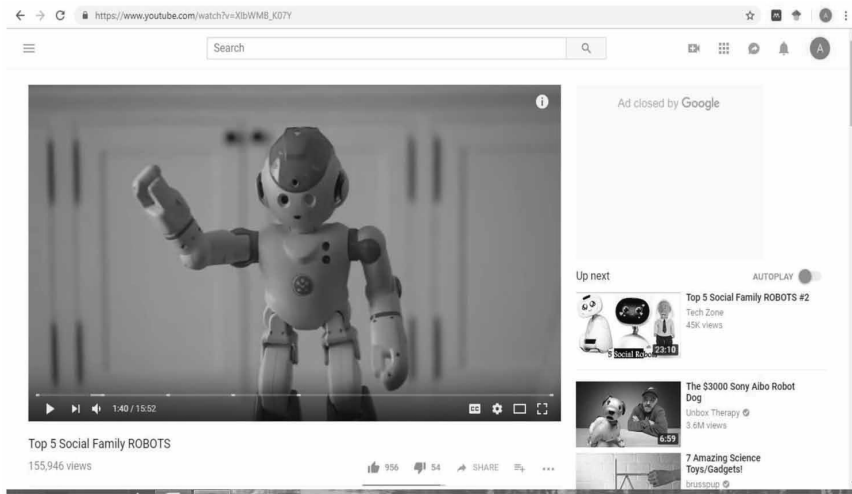 https://www.youtube.com/watch?v=XlbWMB_K07Y
A
Search
A
Ad closed by Google
Up next
AUTOPLAY
Top 5 Social Family ROBOTS #2
Tech Zone
45K views
5 Social Robots
23:10
1:40 / 15:52
CC
The $3000 Sony Aibo Robot
Dog
Unbox Therapy
3.6M views
6:59
Top 5 Social Family ROBOTS
155,946 views
956
54
SHARE
7 Amazing Science
Toys/Gadgets!
brusspup